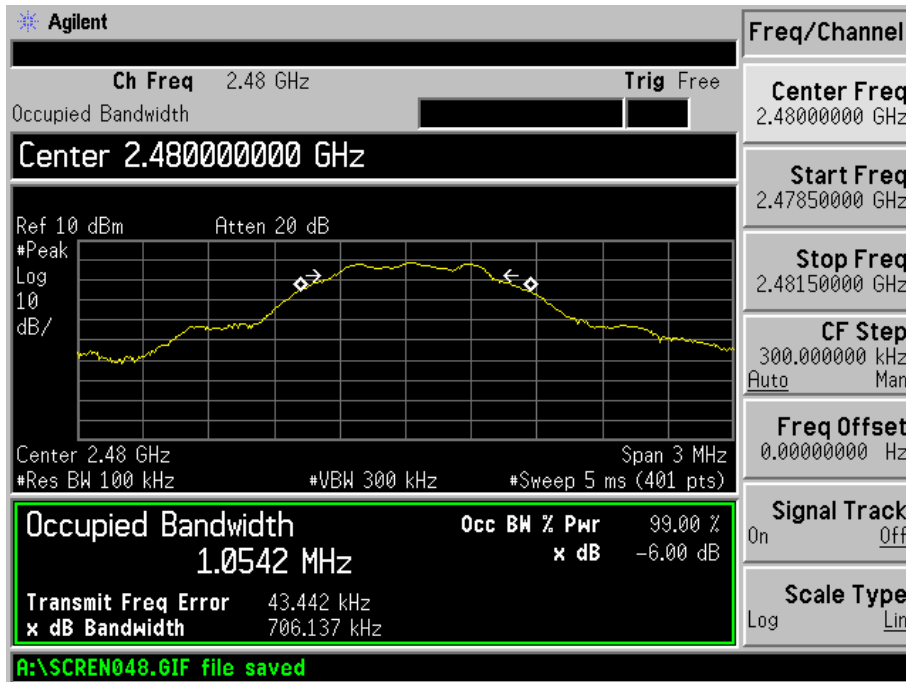 Agilent
Freq/Channel
Ch Freq 2.48 GHz Trig Free
Occupied Bandwidth
Center 2.480000000 GHz
Ref 10 dBm Atten 20 dB
#Peak
Log
10
dB/
Center 2.48 GHz Span 3 MHz
#Res BW 100 kHz #VBW 300 kHz #Sweep 5 ms (401 pts)
Occupied Bandwidth
1.0542 MHz
Occ BW % Pwr 99.00 %
x dB -6.00 dB
Transmit Freq Error 43.442 kHz
x dB Bandwidth 706.137 kHz
A:\SCREN048.GIF file saved
Center Freq
2.48000000 GHz
Start Freq
2.47850000 GHz
Stop Freq
2.48150000 GHz
CF Step
300.000000 kHz
Auto Man
Freq Offset
0.00000000 Hz
Signal Track
On Off
Scale Type
Log Lin